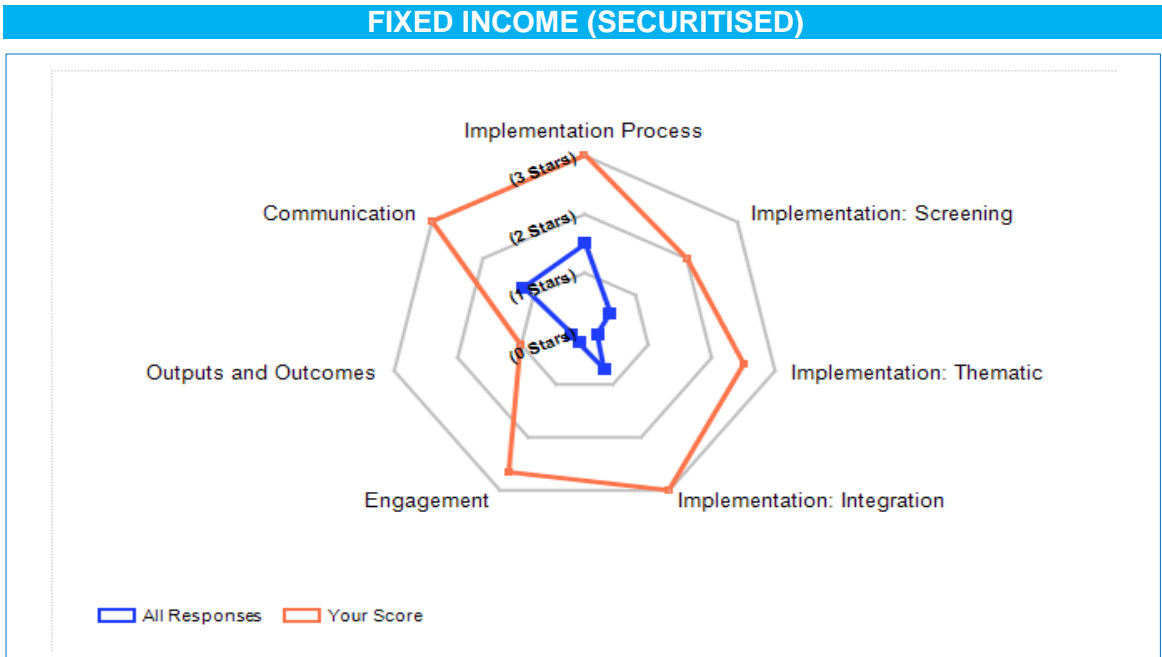 FIXED INCOME (SECURITISED)
Implementation Process
(3 Stars)
Communication
Implementation: Screening
(2 Stars)
(1 Stars)
(0 Stars)
Outputs and Outcomes
Implementation: Thematic
Engagement
Implementation: Integration
All Responses
Your Score